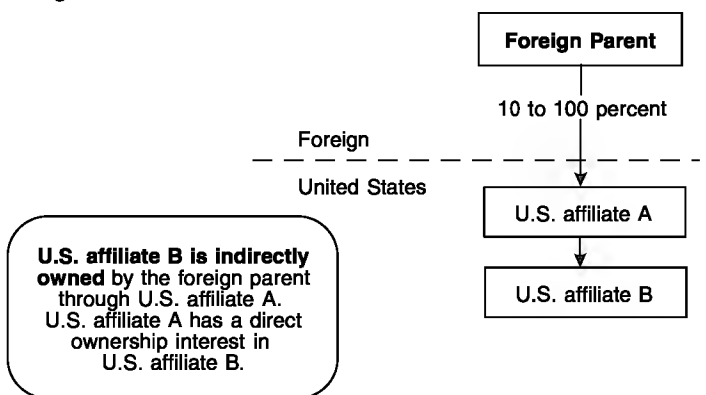 Foreign Parent
10 to 100 percent
Foreign
United States
U.S. affiliate A
U.S. affiliate B is indirectly
owned by the foreign parent
through U.S. affiliate A.
U.S. affiliate A has a direct
ownership interest in
U.S. affiliate B.
U.S. affiliate B